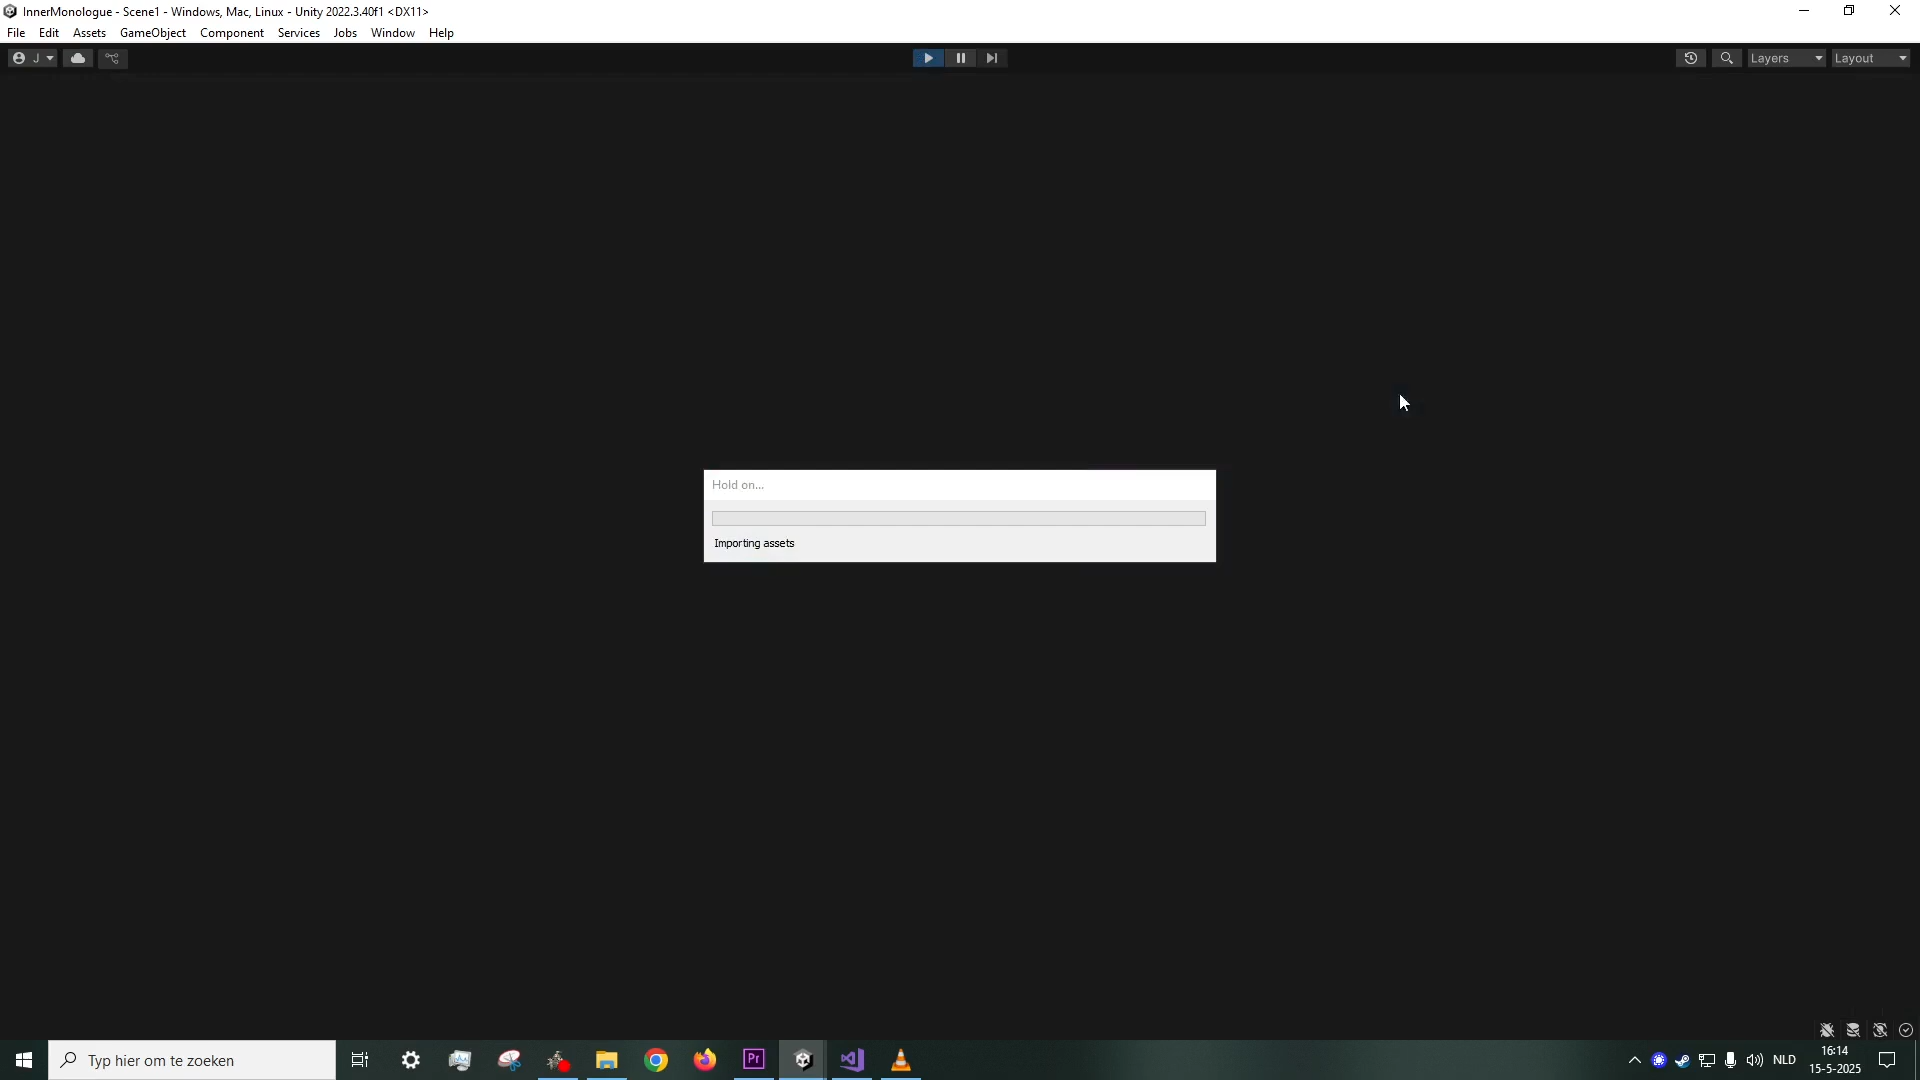 InnerMonologue - Scene1 - Windows, Mac, Linux - Unity 2022.3.40f1 <DX11>
File Edit Assets GameObject Component Services Jobs Window Help
J Layers Layout
Hold on...
Importing assets
Typ hier om te zoeken
Pr
NLD
16:14
15-5-2025